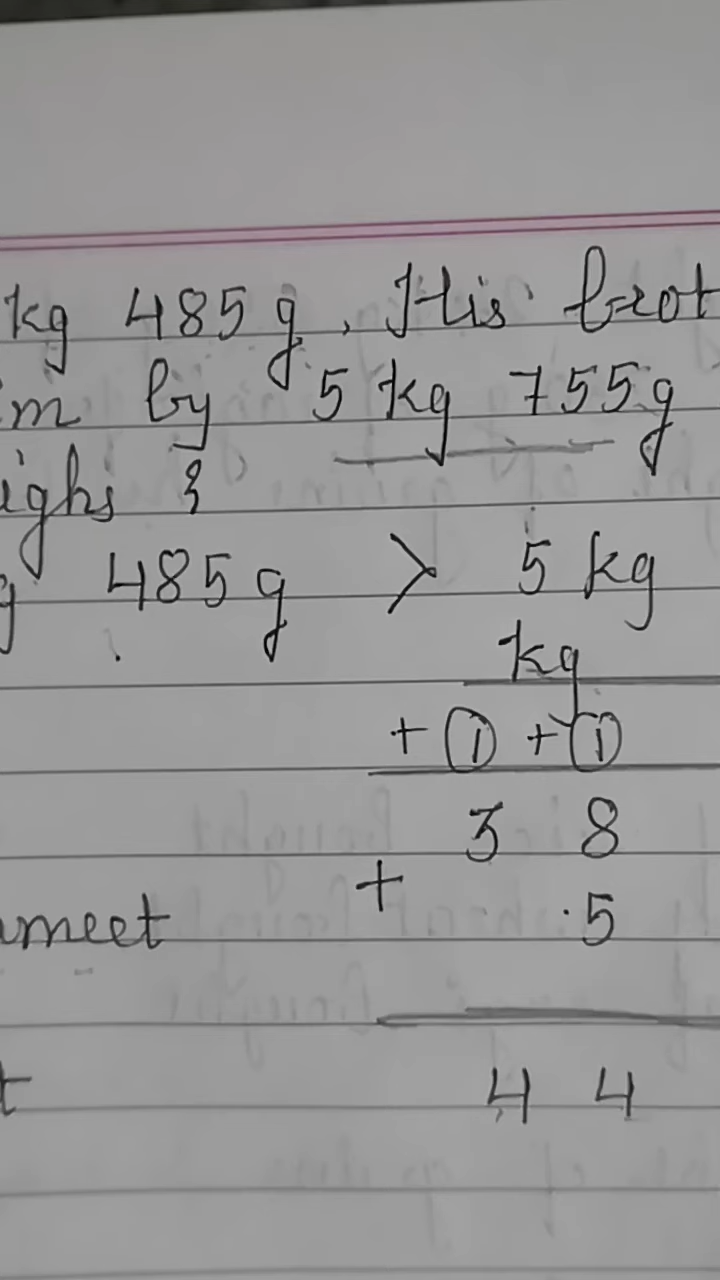 kg 485 g. His brot
m by 5 kg 755 g
ighs ?
g 485 g > 5 kg
kg
+ ① + ①
3 8
+ .5
meet
4 4